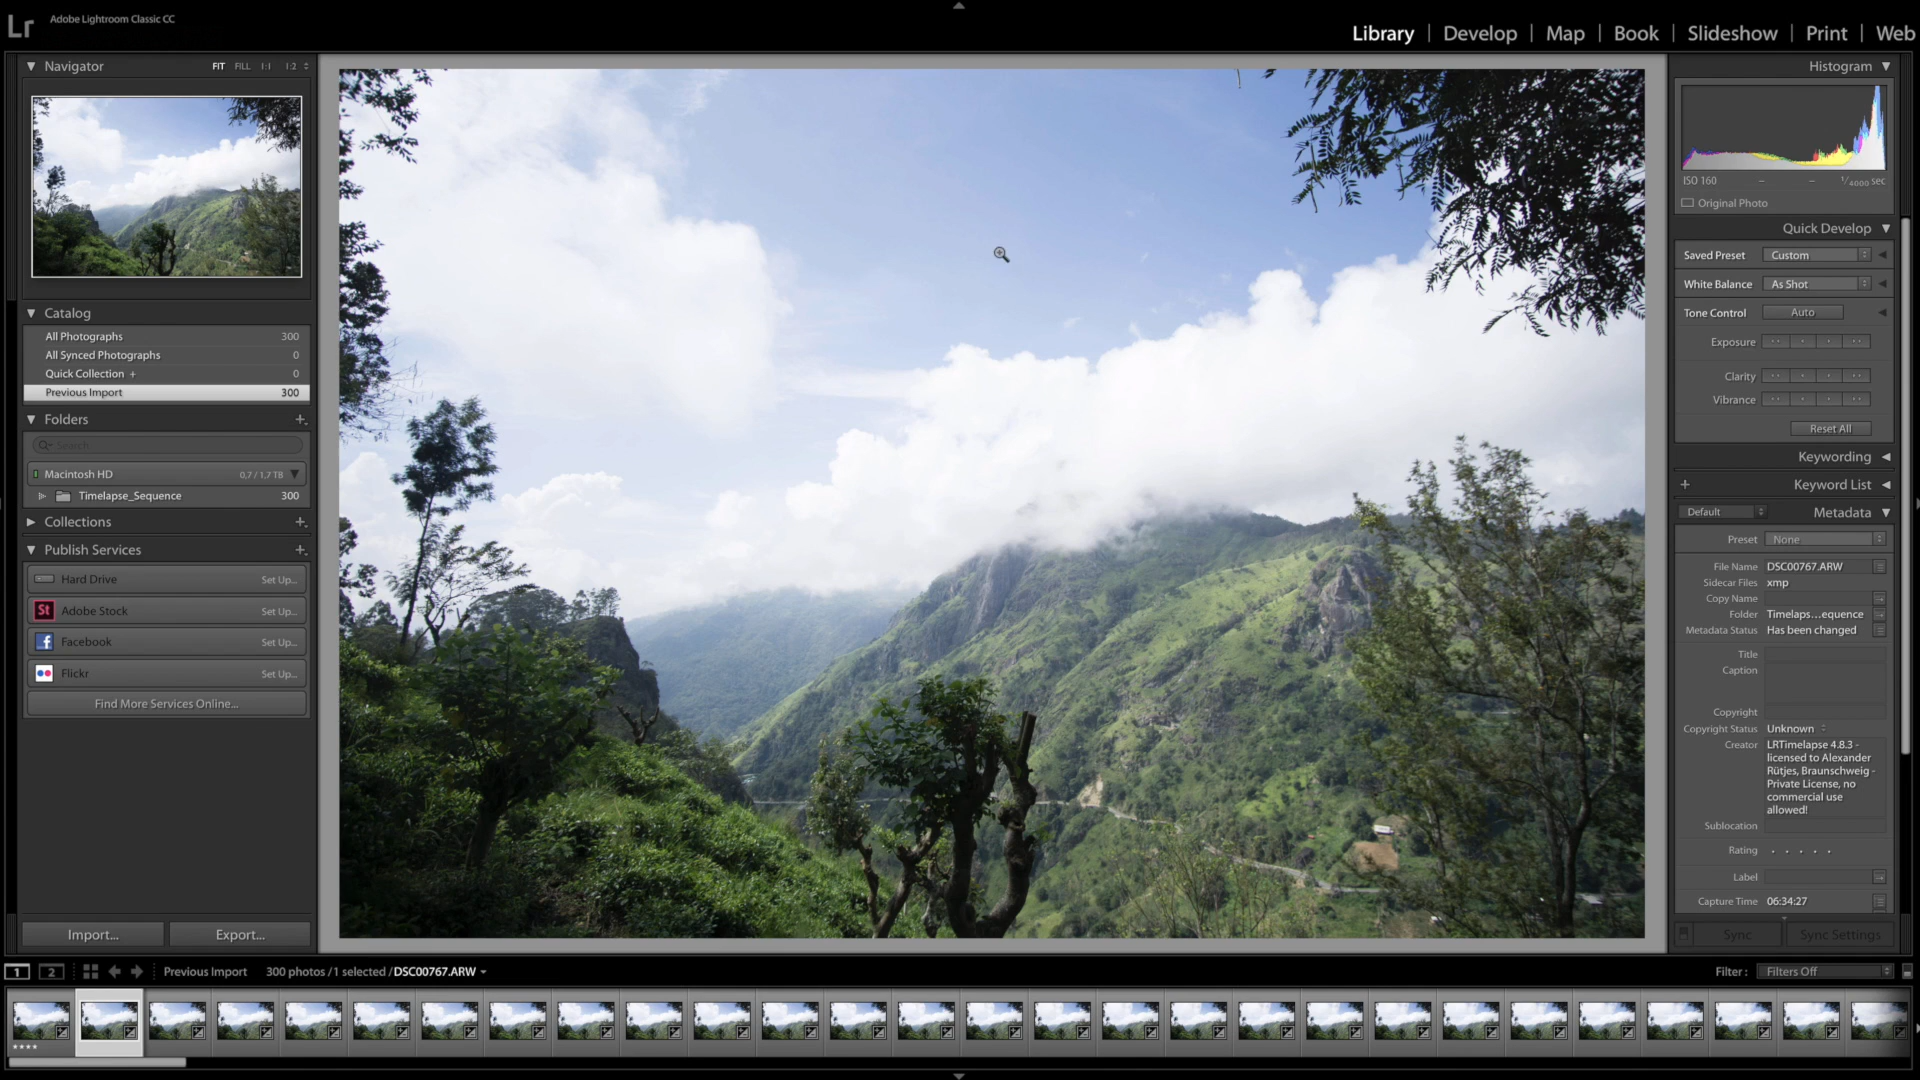 Lr
Adobe Lightroom Classic CC
Library | Develop | Map | Book | Slideshow | Print | Web
Navigator
FIT FILL 1:1 1:2
Catalog
All Photographs 300
All Synced Photographs 0
Quick Collection + 0
Previous Import 300
Folders
Search
Macintosh HD 0,7 / 1,7 TB
Timelapse_Sequence 300
Collections
Publish Services
Hard Drive Set Up...
St Adobe Stock Set Up...
f Facebook Set Up...
Flickr Set Up...
Find More Services Online...
Import... Export...
Histogram
ISO 160 – – 1/4000 sec
Original Photo
Quick Develop
Saved Preset Custom
White Balance As Shot
Tone Control Auto
Exposure
Clarity
Vibrance
Reset All
Keywording
+ Keyword List
Default Metadata
Preset None
File Name DSC00767.ARW
Sidecar Files xmp
Copy Name
Folder Timelaps...equence
Metadata Status Has been changed
Title
Caption
Copyright
Copyright Status Unknown
Creator LRTimelapse 4.8.3 -
licensed to Alexander
Rütjes, Braunschweig -
Private License, no
commercial use
allowed!
Sublocation
Rating . . . . .
Label
Capture Time 06:34:27
Sync Sync Settings
1 2 Previous Import 300 photos / 1 selected / DSC00767.ARW
Filter : Filters Off
★★★★